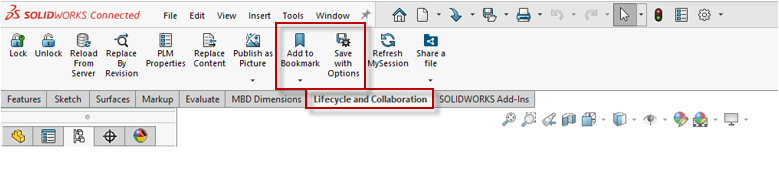 SOLIDWORKS Connected File Edit View Insert Tools Window
Lock Unlock Reload From Server Replace By Revision PLM Properties Replace Content Publish as Picture Add to Bookmark Save with Options Refresh MySession Share a file
Features Sketch Surfaces Markup Evaluate MBD Dimensions Lifecycle and Collaboration SOLIDWORKS Add-Ins